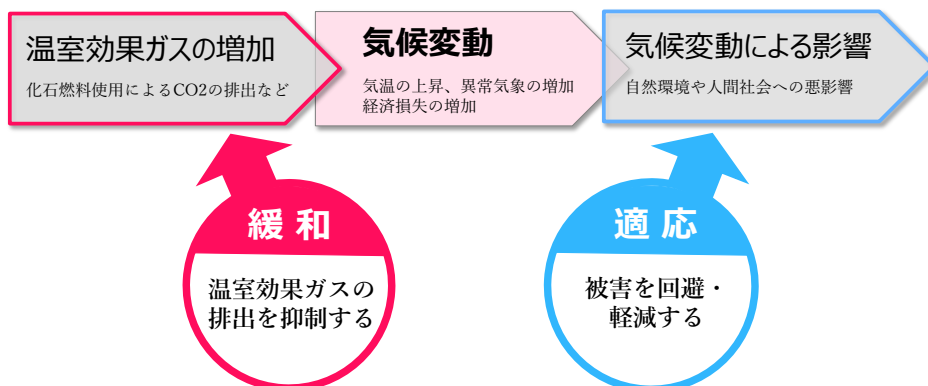 温室効果ガスの増加
化石燃料使用によるCO2の排出など
気候変動
気温の上昇、異常気象の増加
経済損失の増加
気候変動による影響
自然環境や人間社会への悪影響
緩和
温室効果ガスの
排出を抑制する
適応
被害を回避・
軽減する